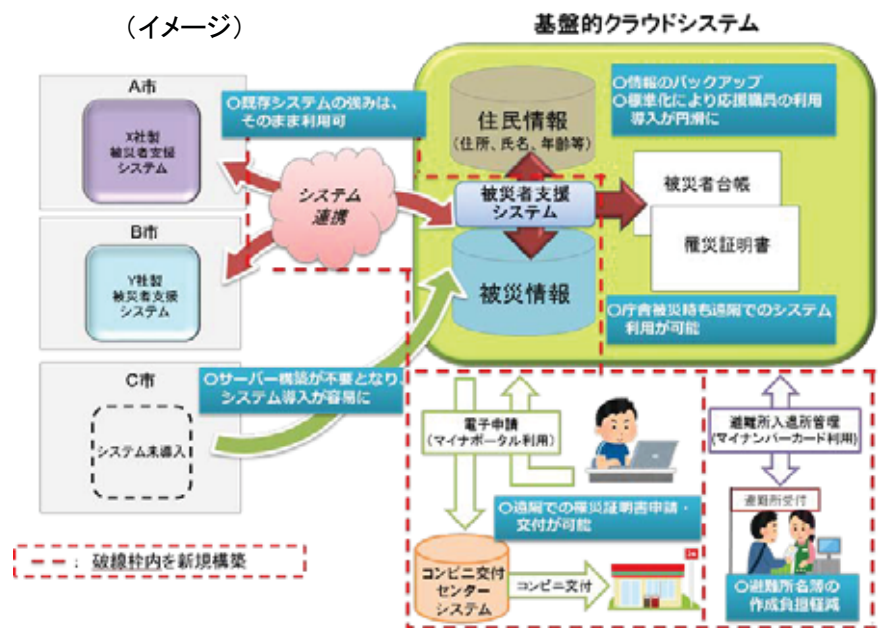 （イメージ）
基盤的クラウドシステム
A市
X社製
被災者支援
システム
B市
Y社製
被災者支援
システム
C市
システム未導入
○既存システムの強みは、
そのまま利用可
システム
連携
住民情報
（住所、氏名、年齢等）
○情報のバックアップ
○標準化により応援職員の利用
導入が円滑に
被災者支援
システム
被災者台帳
罹災証明書
被災情報
○庁舎被災時も遠隔でのシステム
利用が可能
○サーバー構築が不要となり、
システム導入が容易に
電子申請
（マイナポータル利用）
避難所入退所管理
(マイナンバーカード利用)
○遠隔での罹災証明書申請・
交付が可能
避難所受付
コンビニ交付
センター
システム
コンビニ交付
24
○避難所名簿の
作成負担軽減
： 破線枠内を新規構築